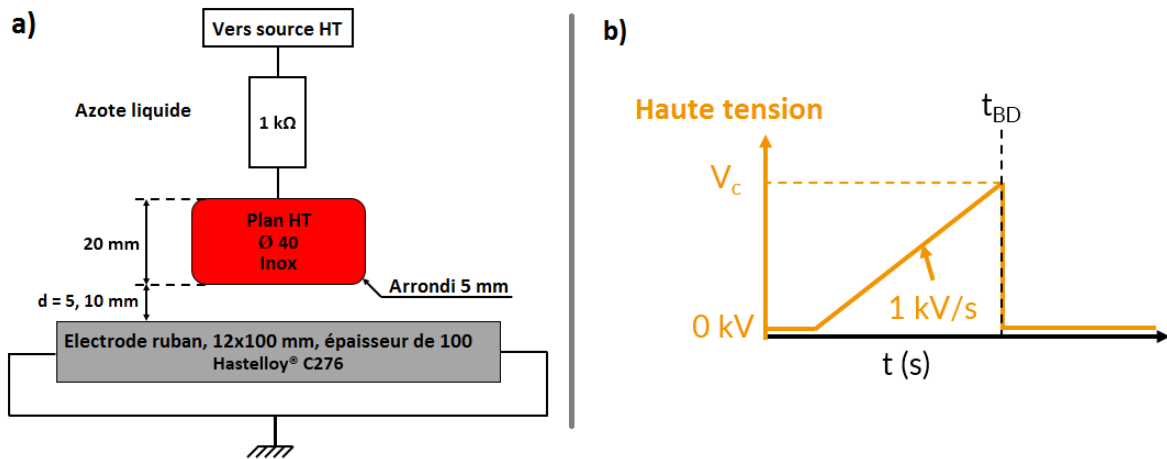 a)
Vers source HT
Azote liquide
1 kΩ
Plan HT
Ø 40
Inox
20 mm
Arrondi 5 mm
d = 5, 10 mm
Electrode ruban, 12x100 mm, épaisseur de 100
Hastelloy® C276
b)
Haute tension
t_BD
V_c
1 kV/s
0 kV
t (s)